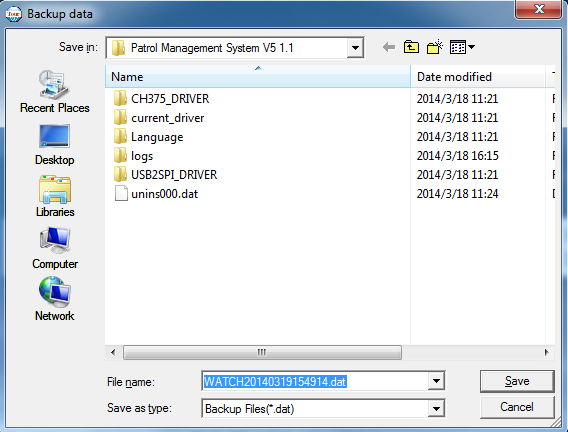 Backup data
Save in: Patrol Management System V5 1.1
Name Date modified
CH375_DRIVER 2014/3/18 11:21
current_driver 2014/3/18 11:21
Language 2014/3/18 11:21
logs 2014/3/18 16:15
USB2SPI_DRIVER 2014/3/18 11:21
unins000.dat 2014/3/18 11:24
Recent Places
Desktop
Libraries
Computer
Network
File name: WATCH20140319154914.dat Save
Save as type: Backup Files(*.dat) Cancel